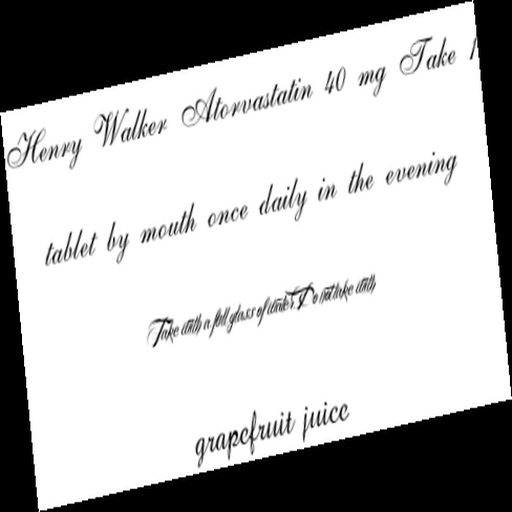 Henry Walker Atorvastatin 40 mg Take 1
tablet by mouth once daily in the evening
Take with a full glass of water Do not take with
grapefruit juice